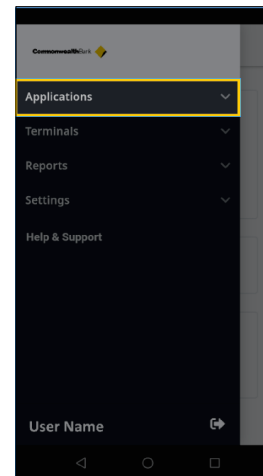 CommonwealthBank
Applications
Terminals
Reports
Settings
Help & Support
User Name